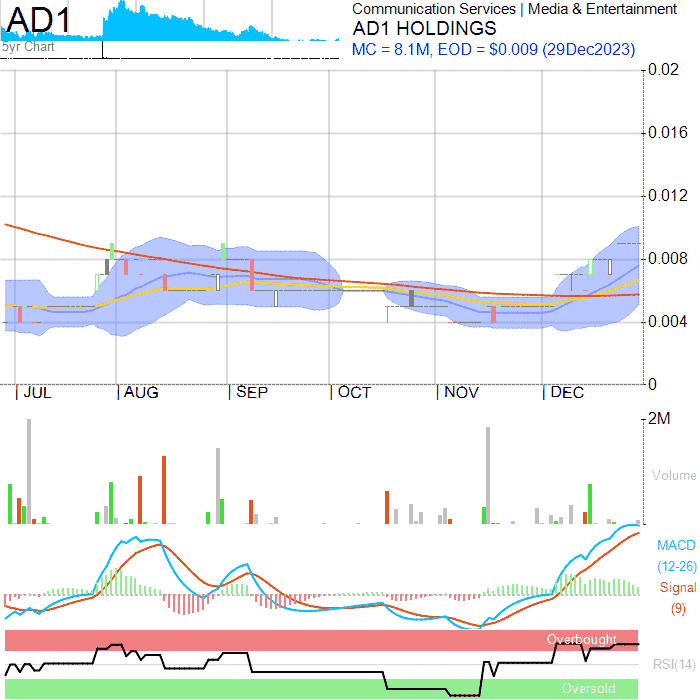 AD1
5yr Chart
Communication Services | Media & Entertainment
AD1 HOLDINGS
MC = 8.1M, EOD = $0.009 (29Dec2023)
0.02
0.016
0.012
0.008
0.004
0
JUL AUG SEP OCT NOV DEC
2M
Volume
MACD
(12-26)
Signal
(9)
Overbought
RSI(14)
Oversold